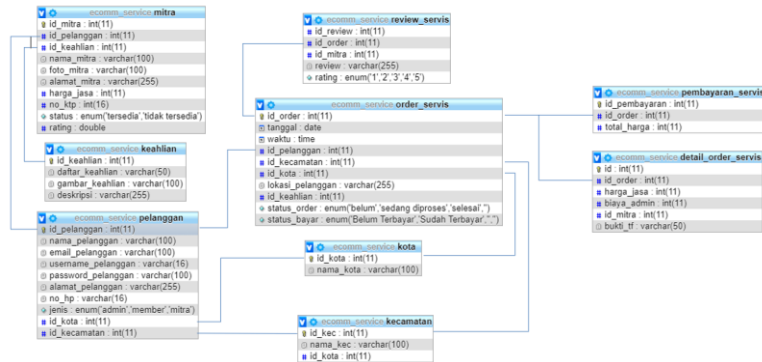 ecomm_service mitra
id_mitra : int(11)
id_pelanggan : int(11)
id_keahlian : int(11)
nama_mitra : varchar(100)
foto_mitra : varchar(100)
alamat_mitra : varchar(255)
harga_jasa : int(11)
no_ktp : int(16)
status : enum('tersedia','tidak tersedia')
rating : double
ecomm_service keahlian
id_keahlian : int(11)
daftar_keahlian : varchar(50)
gambar_keahlian : varchar(100)
deskripsi : varchar(255)
ecomm_service pelanggan
id_pelanggan : int(11)
nama_pelanggan : varchar(100)
email_pelanggan : varchar(100)
username_pelanggan : varchar(16)
password_pelanggan : varchar(100)
alamat_pelanggan : varchar(255)
no_hp : varchar(16)
jenis : enum('admin','member','mitra')
id_kota : int(11)
id_kecamatan : int(11)
ecomm_service review_servis
id_review : int(11)
id_order : int(11)
id_mitra : int(11)
review : varchar(255)
rating : enum('1','2','3','4','5')
ecomm_service order_servis
id_order : int(11)
tanggal : date
waktu : time
id_pelanggan : int(11)
id_kecamatan : int(11)
id_kota : int(11)
lokasi_pelanggan : varchar(255)
id_keahlian : int(11)
status_order : enum('belum','sedang diproses','selesai','')
status_bayar : enum('Belum Terbayar','Sudah Terbayar','','')
ecomm_service kota
id_kota : int(11)
nama_kota : varchar(100)
ecomm_service kecamatan
id_kec : int(11)
nama_kec : varchar(100)
id_kota : int(11)
ecomm_service pembayaran_servis
id_pembayaran : int(11)
id_order : int(11)
total_harga : int(11)
ecomm_service detail_order_servis
id : int(11)
id_order : int(11)
harga_jasa : int(11)
biaya_admin : int(11)
id_mitra : int(11)
bukti_tf : varchar(50)